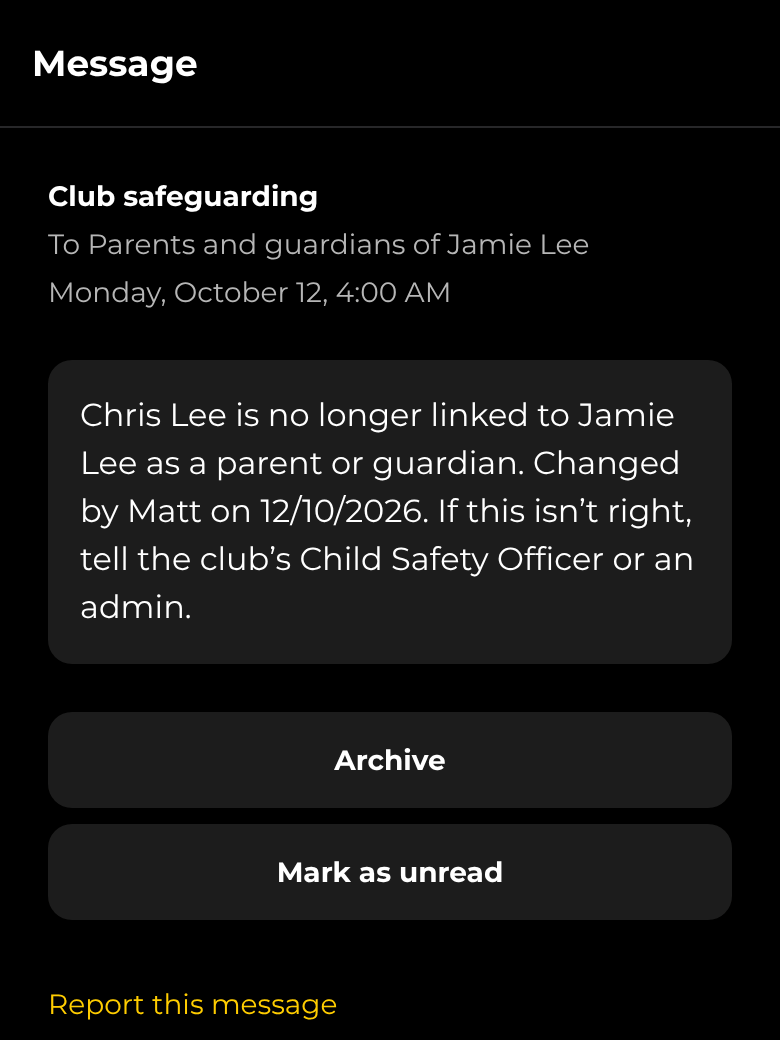 Message
Club safeguarding
To Parents and guardians of Jamie Lee
Monday, October 12, 4:00 AM
Chris Lee is no longer linked to Jamie
Lee as a parent or guardian. Changed
by Matt on 12/10/2026. If this isn’t right,
tell the club’s Child Safety Officer or an
admin.
Archive
Mark as unread
Report this message